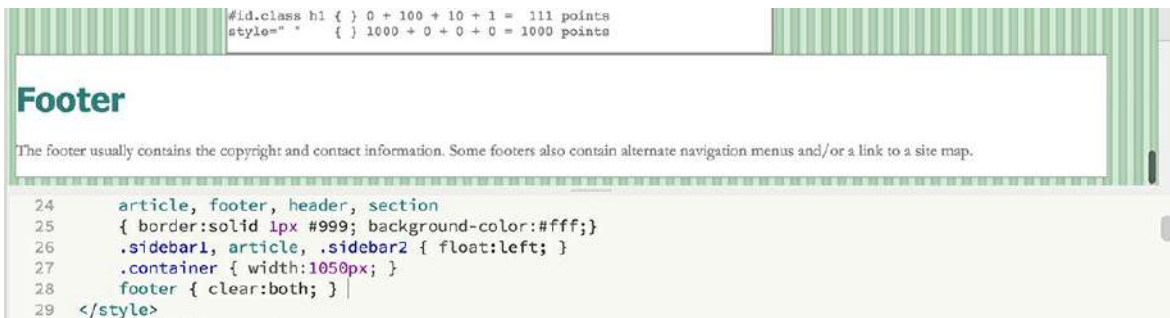 #id.class h1 { } 0 + 100 + 10 + 1 = 111 points
style=" " { } 1000 + 0 + 0 + 0 = 1000 points
Footer
The footer usually contains the copyright and contact information. Some footers also contain alternate navigation menus and/or a link to a site map.
24 article, footer, header, section
25 { border:solid 1px #999; background-color:#fff;}
26 .sidebar1, article, .sidebar2 { float:left; }
27 .container { width:1050px; }
28 footer { clear:both; }
29 </style>